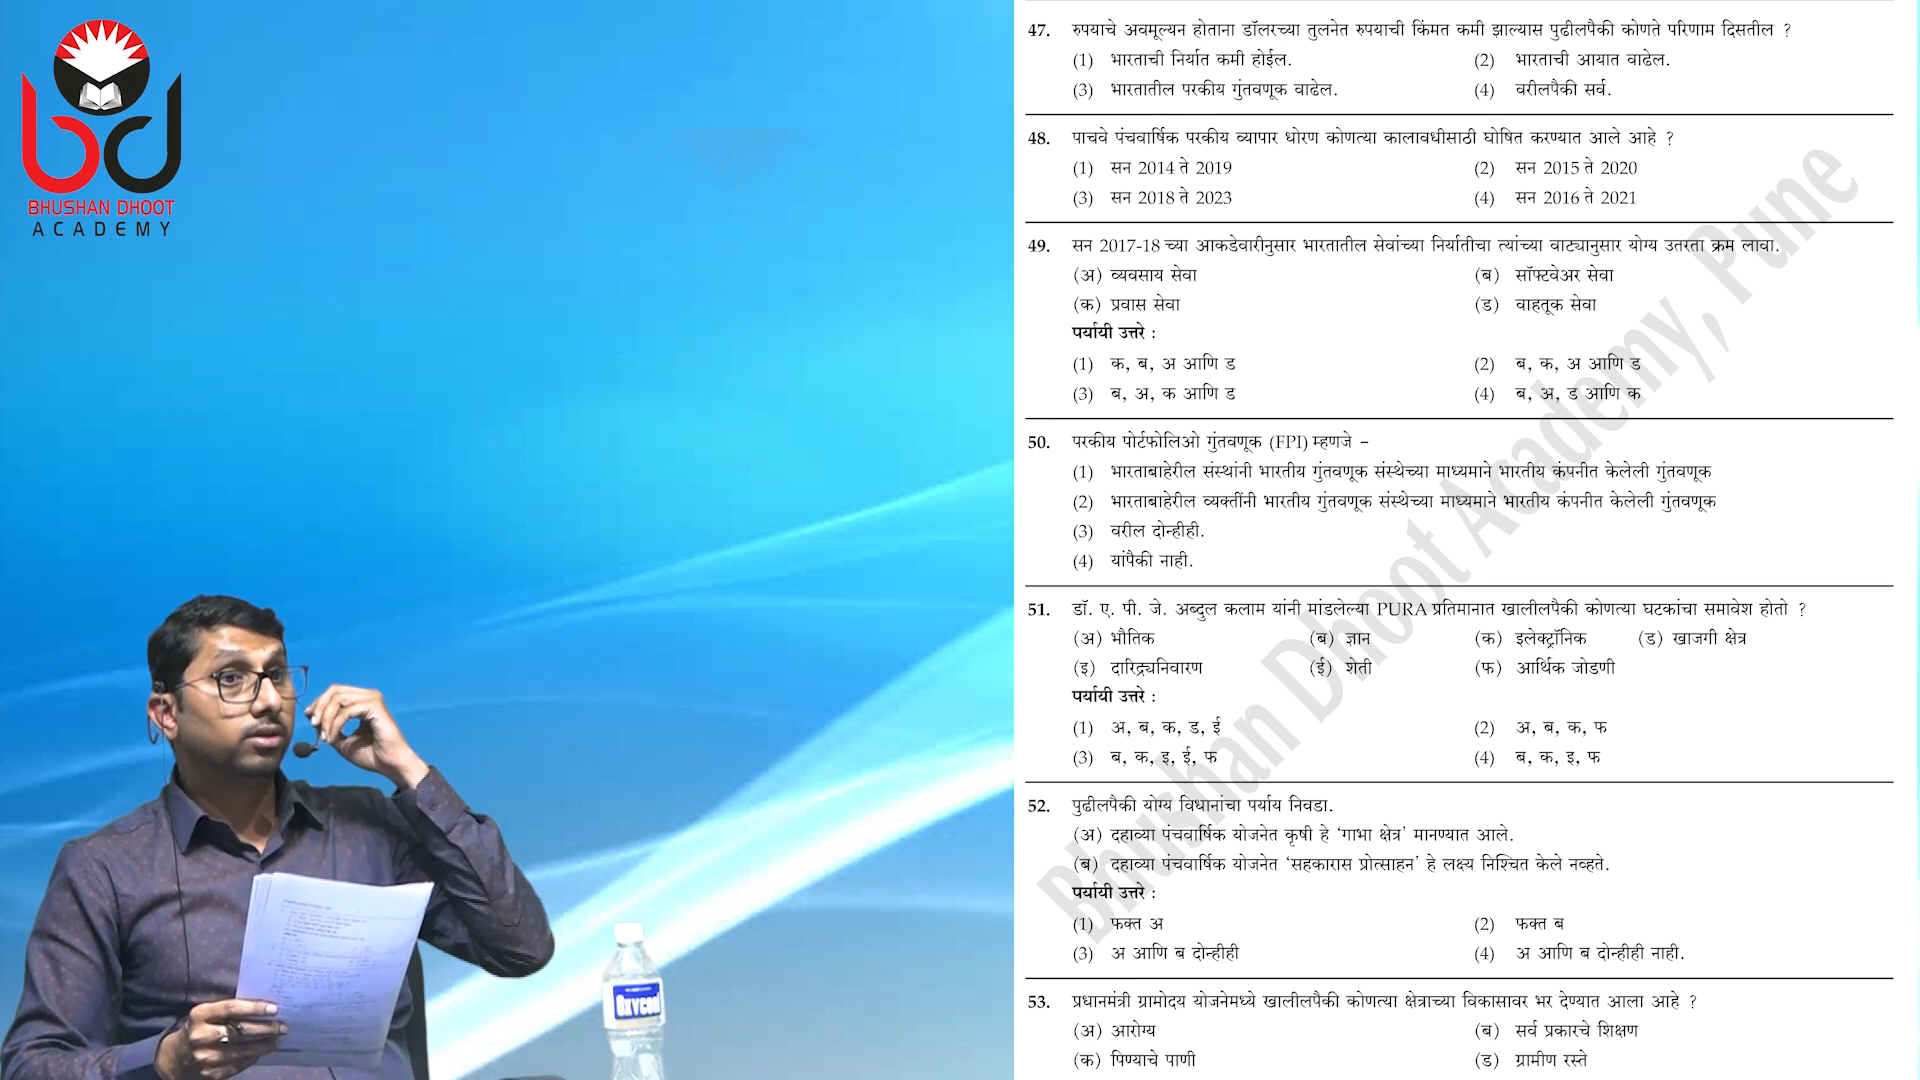 BHUSHAN DHOOT
ACADEMY
OXYCOOL
47. रुपयाचे अवमूल्यन होताना डॉलरच्या तुलनेत रुपयाची किंमत कमी झाल्यास पुढीलपैकी कोणते परिणाम दिसतील ?
(1) भारताची निर्यात कमी होईल. (2) भारताची आयात वाढेल.
(3) भारतातील परकीय गुंतवणूक वाढेल. (4) वरीलपैकी सर्व.
48. पाचवे पंचवार्षिक परकीय व्यापार धोरण कोणत्या कालावधीसाठी घोषित करण्यात आले आहे ?
(1) सन 2014 ते 2019 (2) सन 2015 ते 2020
(3) सन 2018 ते 2023 (4) सन 2016 ते 2021
49. सन 2017-18 च्या आकडेवारीनुसार भारतातील सेवांच्या निर्यातीचा त्यांच्या वाट्यानुसार योग्य उतरता क्रम लावा.
(अ) व्यवसाय सेवा (ब) सॉफ्टवेअर सेवा
(क) प्रवास सेवा (ड) वाहतूक सेवा
पर्यायी उत्तरे :
(1) क, ब, अ आणि ड (2) ब, क, अ आणि ड
(3) ब, अ, क आणि ड (4) ब, अ, ड आणि क
50. परकीय पोर्टफोलिओ गुंतवणूक (FPI) म्हणजे –
(1) भारताबाहेरील संस्थांनी भारतीय गुंतवणूक संस्थेच्या माध्यमाने भारतीय कंपनीत केलेली गुंतवणूक
(2) भारताबाहेरील व्यक्तींनी भारतीय गुंतवणूक संस्थेच्या माध्यमाने भारतीय कंपनीत केलेली गुंतवणूक
(3) वरील दोन्हीही.
(4) यांपैकी नाही.
51. डॉ. ए. पी. जे. अब्दुल कलाम यांनी मांडलेल्या PURA प्रतिमानात खालीलपैकी कोणत्या घटकांचा समावेश होतो ?
(अ) भौतिक (ब) ज्ञान (क) इलेक्ट्रॉनिक (ड) खाजगी क्षेत्र
(इ) दारिद्र्यनिवारण (ई) शेती (फ) आर्थिक जोडणी
पर्यायी उत्तरे :
(1) अ, ब, क, ड, ई (2) अ, ब, क, फ
(3) ब, क, इ, ई, फ (4) ब, क, इ, फ
52. पुढीलपैकी योग्य विधानांचा पर्याय निवडा.
(अ) दहाव्या पंचवार्षिक योजनेत कृषी हे ‘गाभा क्षेत्र’ मानण्यात आले.
(ब) दहाव्या पंचवार्षिक योजनेत ‘सहकारास प्रोत्साहन’ हे लक्ष्य निश्चित केले नव्हते.
पर्यायी उत्तरे :
(1) फक्त अ (2) फक्त ब
(3) अ आणि ब दोन्हीही (4) अ आणि ब दोन्हीही नाही.
53. प्रधानमंत्री ग्रामोदय योजनेमध्ये खालीलपैकी कोणत्या क्षेत्राच्या विकासावर भर देण्यात आला आहे ?
(अ) आरोग्य (ब) सर्व प्रकारचे शिक्षण
(क) पिण्याचे पाणी (ड) ग्रामीण रस्ते
Bhushan Dhoot Academy, Pune